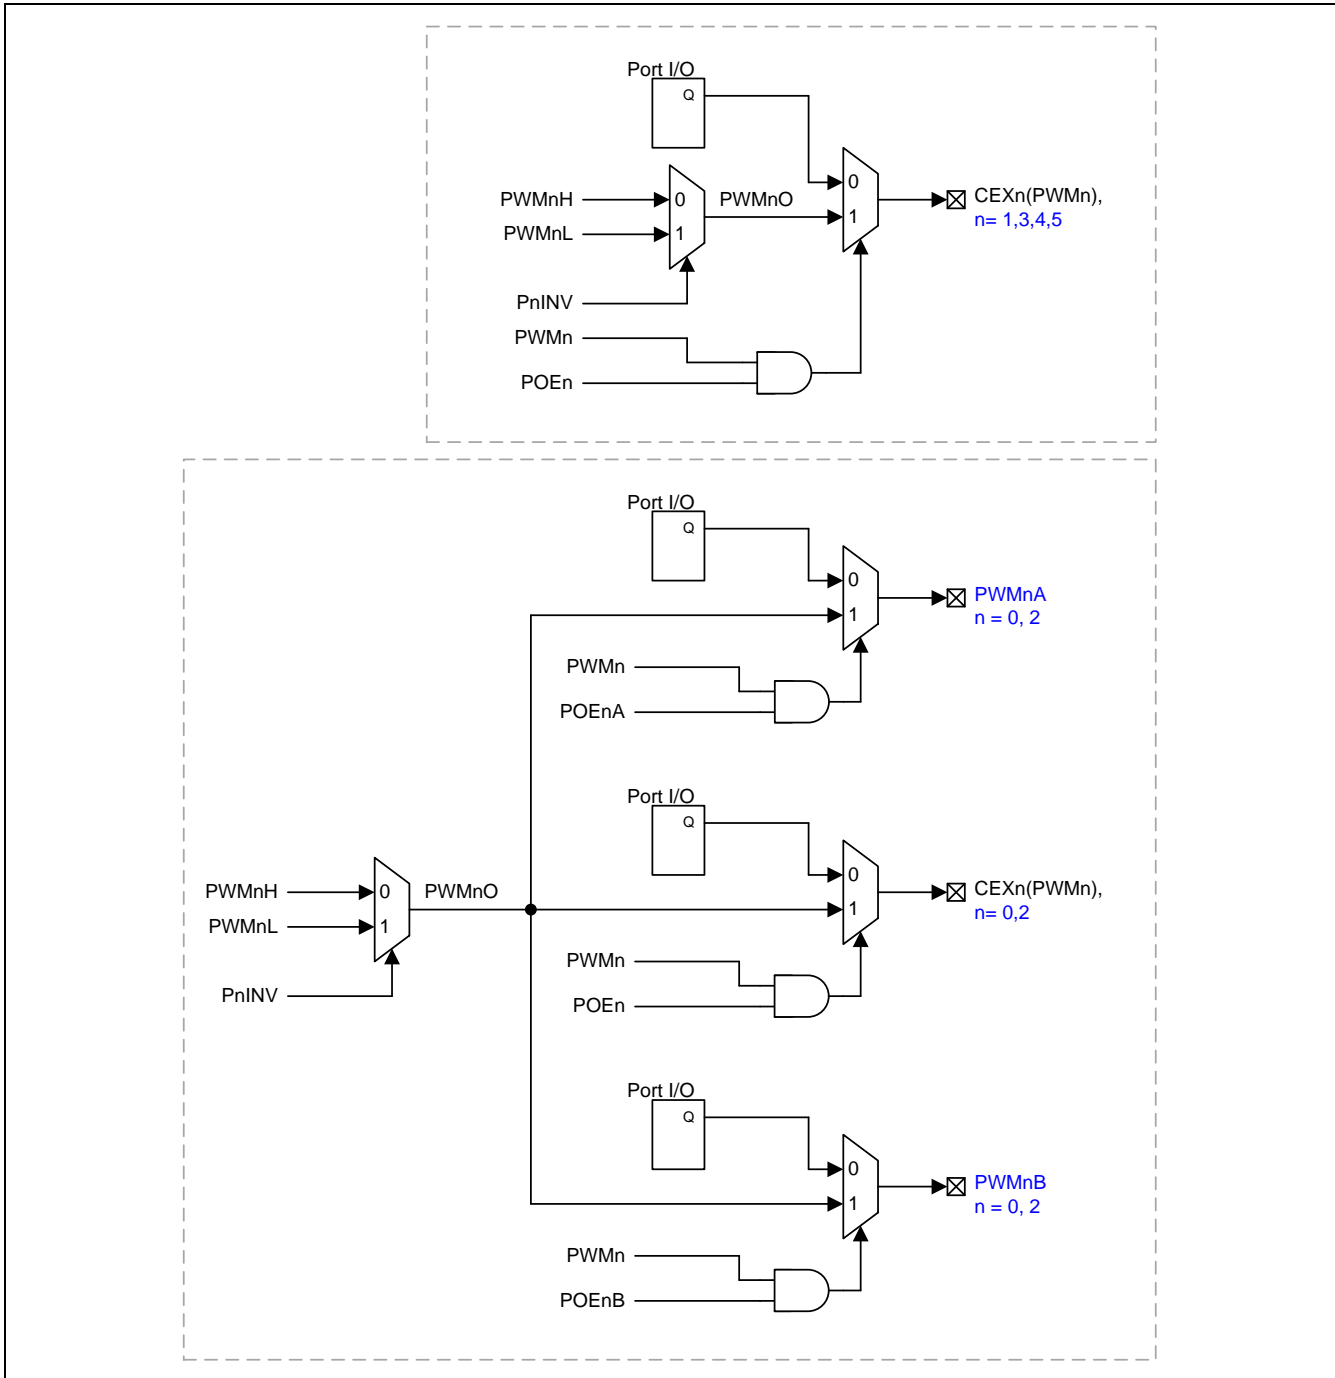 Port I/O
Q
PWMnH
0
PWMnO
0
CEXn(PWMn),
PWMnL
1
1
n= 1,3,4,5
PnINV
PWMn
POEn
Port I/O
Q
0
PWMnA
1
n = 0, 2
PWMn
POEnA
Port I/O
Q
PWMnH
0
PWMnO
0
CEXn(PWMn),
PWMnL
1
1
n= 0,2
PWMn
PnINV
POEn
Port I/O
Q
0
PWMnB
1
n = 0, 2
PWMn
POEnB